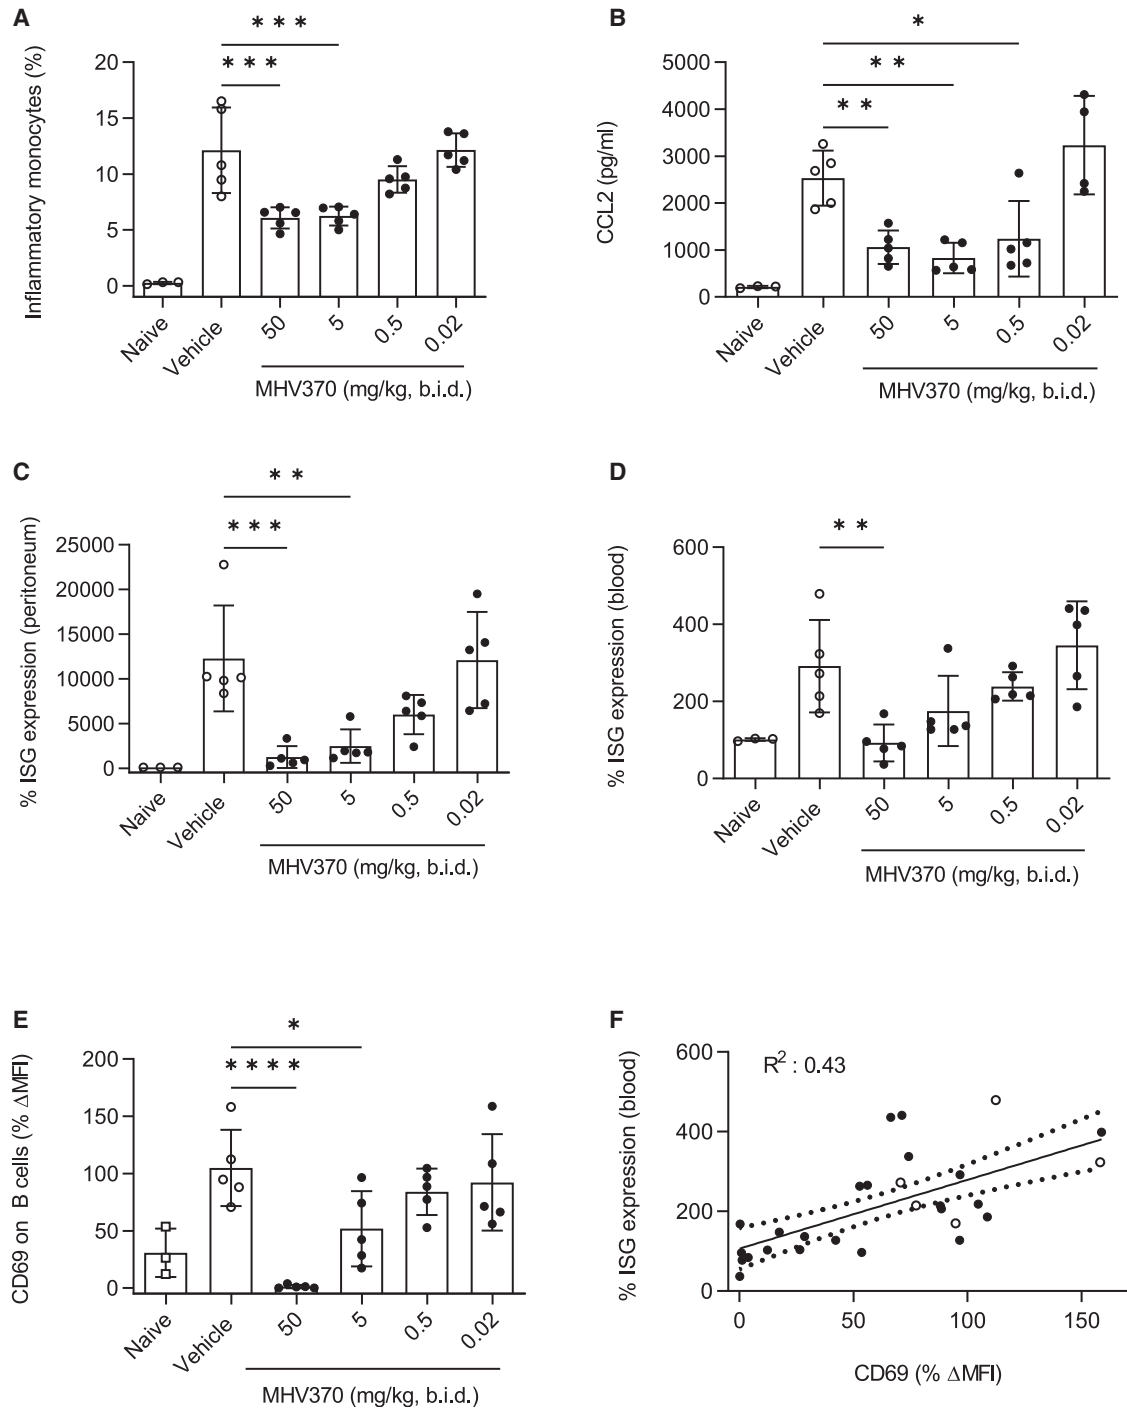 A
* * *
* * *
Inflammatory monocytes (%)
20
15
10
5
0
Naive
Vehicle
50
5
0.5
0.02
MHV370 (mg/kg, b.i.d.)
B
*
* *
* *
CCL2 (pg/ml)
5000
4000
3000
2000
1000
0
Naive
Vehicle
50
5
0.5
0.02
MHV370 (mg/kg, b.i.d.)
C
* *
* * *
% ISG expression (peritoneum)
25000
20000
15000
10000
5000
0
Naive
Vehicle
50
5
0.5
0.02
MHV370 (mg/kg, b.i.d.)
D
* *
% ISG expression (blood)
600
400
200
0
Naive
Vehicle
50
5
0.5
0.02
MHV370 (mg/kg, b.i.d.)
E
*
* * * *
CD69 on B cells (% ΔMFI)
200
150
100
50
0
Naive
Vehicle
50
5
0.5
0.02
MHV370 (mg/kg, b.i.d.)
F
R² : 0.43
% ISG expression (blood)
600
400
200
0
0
50
100
150
CD69 (% ΔMFI)